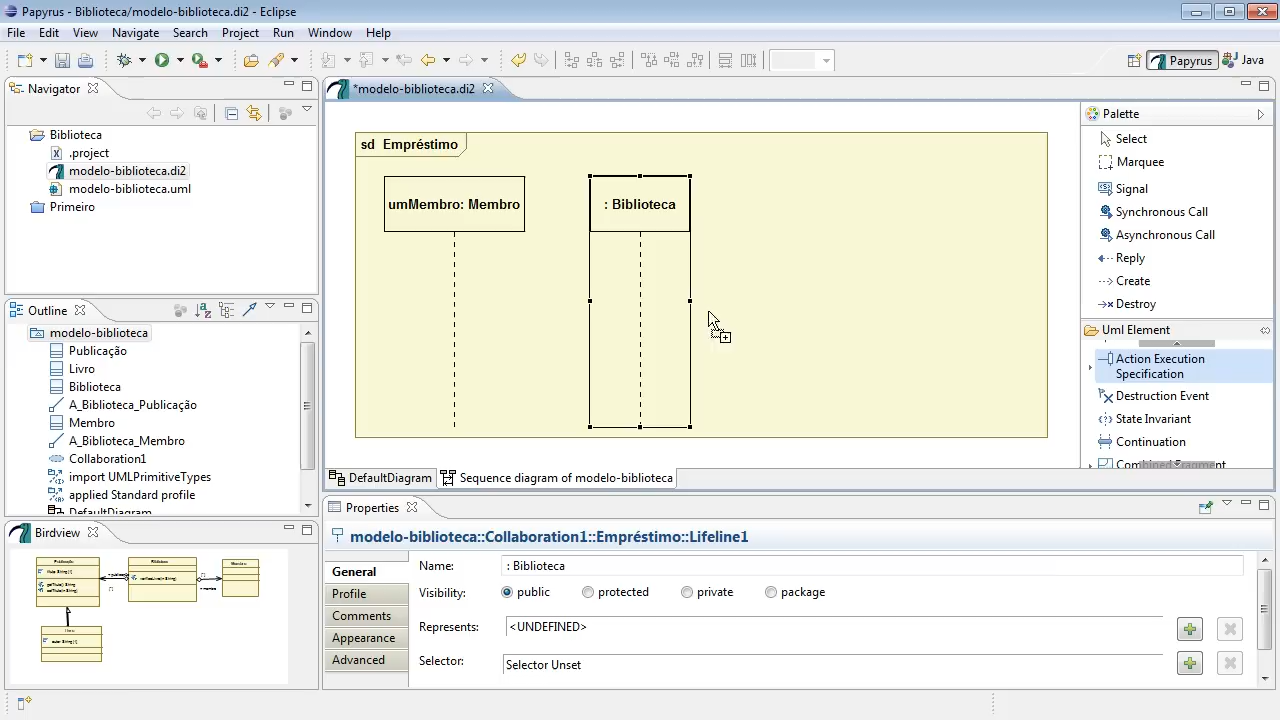 Papyrus - Biblioteca/modelo-biblioteca.di2 - Eclipse
File Edit View Navigate Search Project Run Window Help
Papyrus Java
Navigator
Biblioteca
.project
modelo-biblioteca.di2
modelo-biblioteca.uml
Primeiro
Outline
modelo-biblioteca
Publicação
Livro
Biblioteca
A_Biblioteca_Publicação
Membro
A_Biblioteca_Membro
Collaboration1
import UMLPrimitiveTypes
applied Standard profile
DefaultDiagram
Birdview
*modelo-biblioteca.di2
sd Empréstimo
umMembro: Membro
: Biblioteca
DefaultDiagram
Sequence diagram of modelo-biblioteca
Palette
Select
Marquee
Signal
Synchronous Call
Asynchronous Call
Reply
Create
Destroy
Uml Element
Action Execution
Specification
Destruction Event
State Invariant
Continuation
Combined Fragment
Properties
modelo-biblioteca::Collaboration1::Empréstimo::Lifeline1
General
Profile
Comments
Appearance
Advanced
Name: : Biblioteca
Visibility: public protected private package
Represents: <UNDEFINED>
Selector: Selector Unset